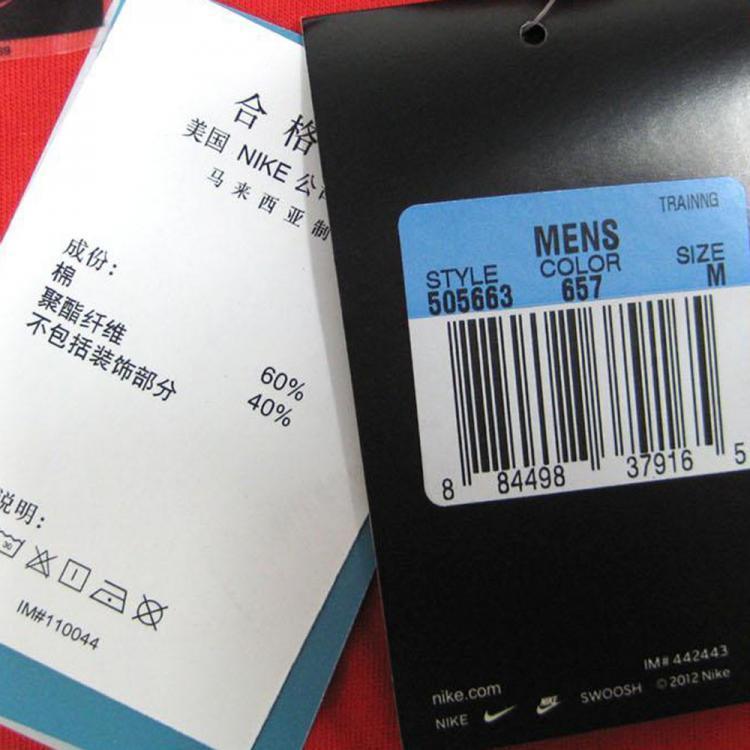 合格
美国 NIKE 公
马来西亚制
成份：
棉 60%
聚酯纤维 40%
不包括装饰部分
说明：
IM#110044
TRAINNG
MENS
STYLE COLOR SIZE
505663 657 M
8 84498 37916 5
IM# 442443
nike.com
NIKE SWOOSH ©2012 Nike